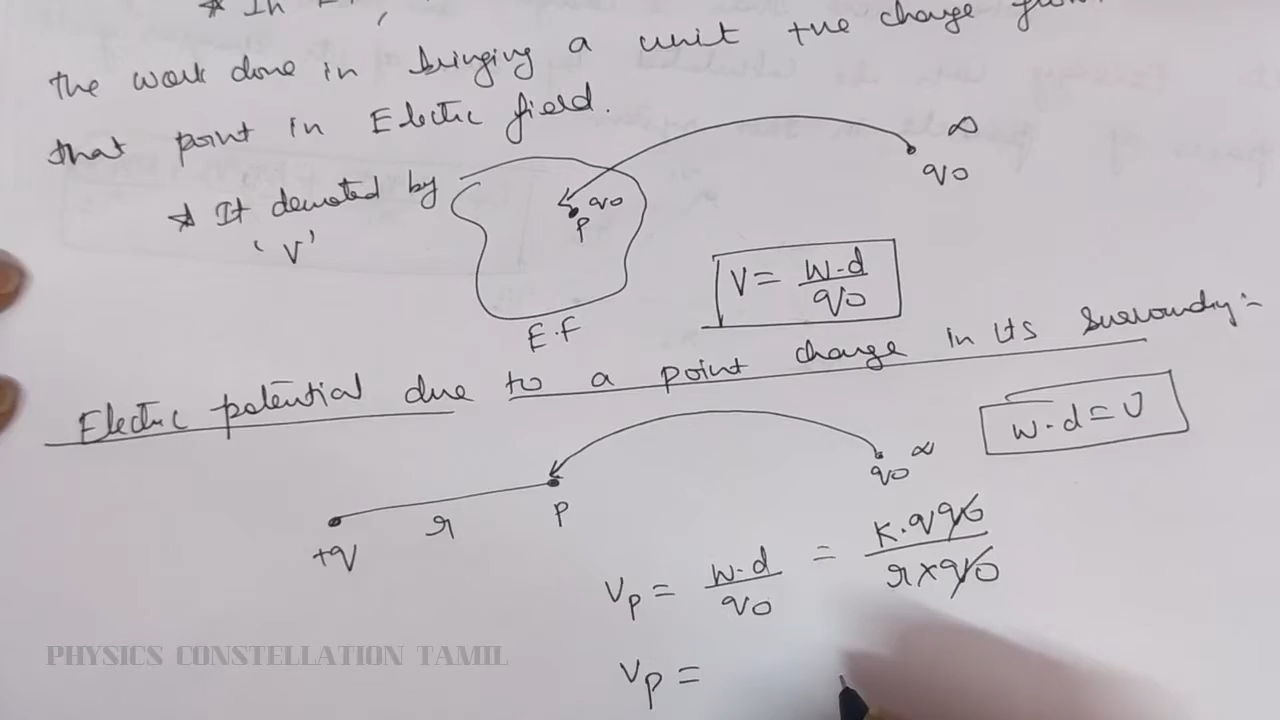 * In
the work done in bringing a unit +ve charge from
that point in Electric field.
* It denoted by
'V'
∞
q0
q0
P
E.F
V = w.d / q0
Electric potential due to a point charge in its surrounding:-
w.d = U
+q
r
P
q0 ∞
Vp = w.d / q0 = K.q q0 / r x q0
Vp =
PHYSICS CONSTELLATION TAMIL